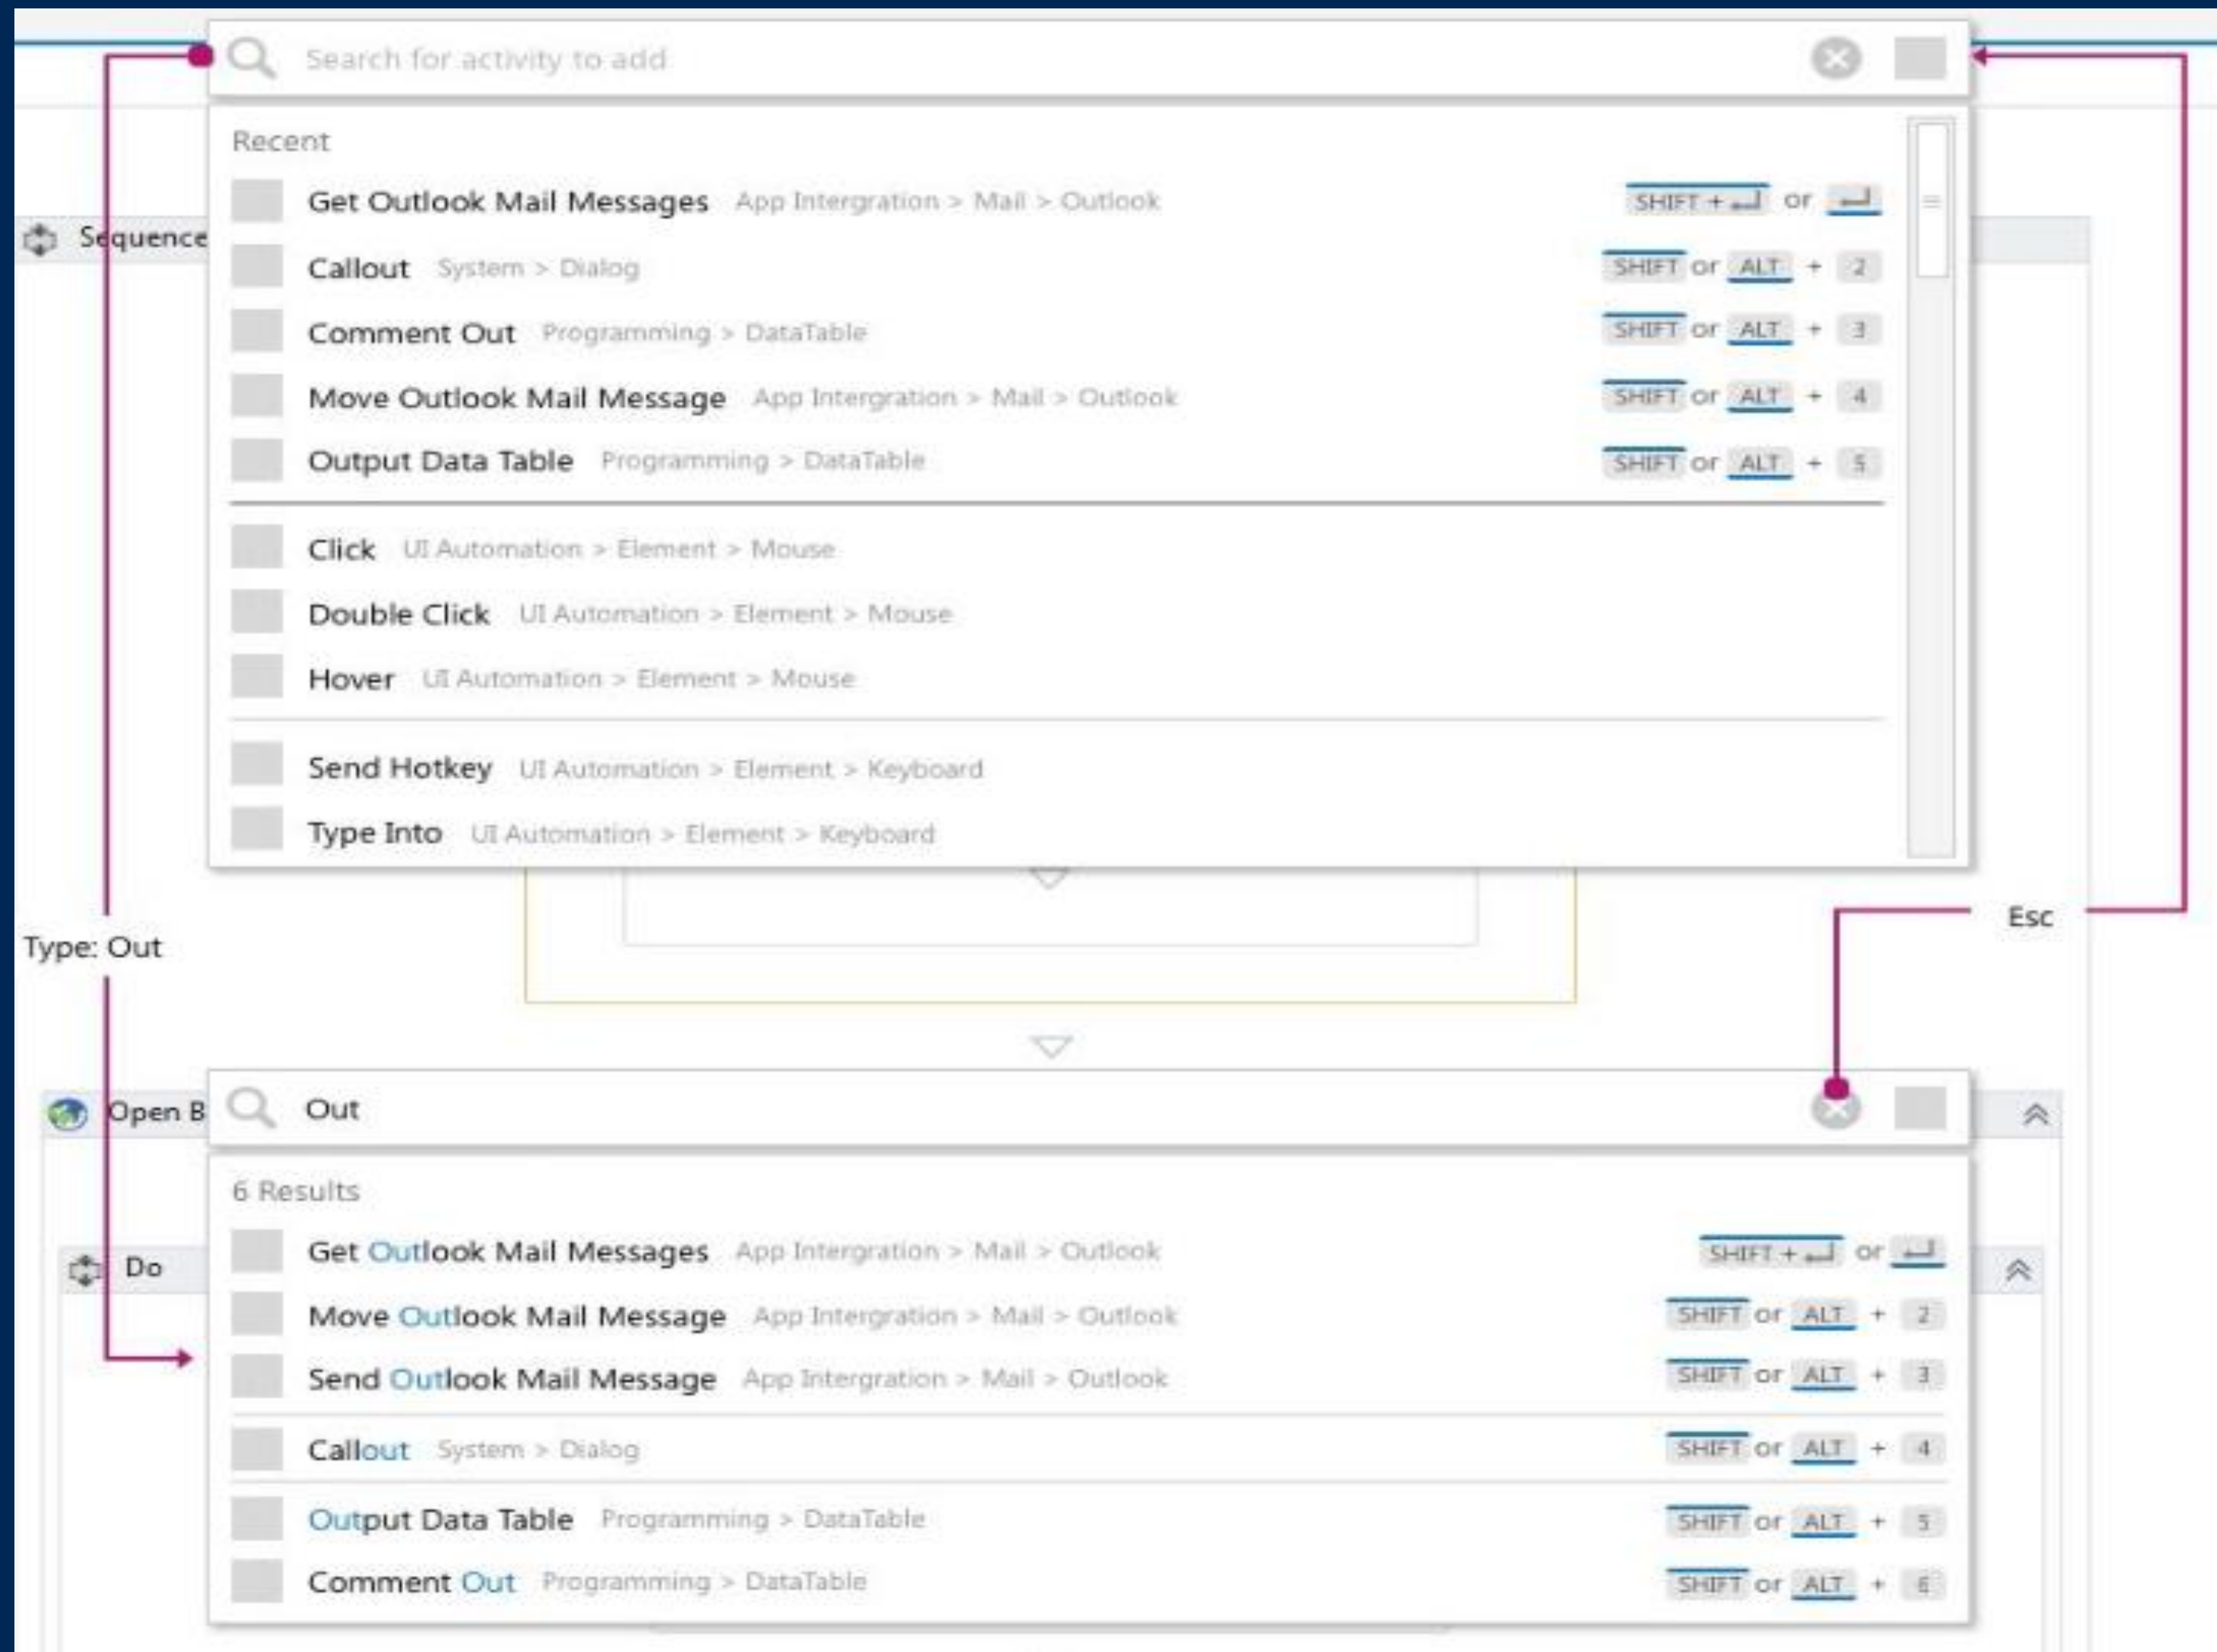 Search for activity to add
Recent
Get Outlook Mail Messages App Intergration > Mail > Outlook SHIFT + or
Sequence
Callout System > Dialog SHIFT or ALT + 2
Comment Out Programming > DataTable SHIFT or ALT + 3
Move Outlook Mail Message App Intergration > Mail > Outlook SHIFT or ALT + 4
Output Data Table Programming > DataTable SHIFT or ALT + 5
Click UI Automation > Element > Mouse
Double Click UI Automation > Element > Mouse
Hover UI Automation > Element > Mouse
Send Hotkey UI Automation > Element > Keyboard
Type Into UI Automation > Element > Keyboard
Esc
Type: Out
Open B
Out
6 Results
Get Outlook Mail Messages App Intergration > Mail > Outlook SHIFT + or
Do
Move Outlook Mail Message App Intergration > Mail > Outlook SHIFT or ALT + 2
Send Outlook Mail Message App Intergration > Mail > Outlook SHIFT or ALT + 3
Callout System > Dialog SHIFT or ALT + 4
Output Data Table Programming > DataTable SHIFT or ALT + 5
Comment Out Programming > DataTable SHIFT or ALT + 6